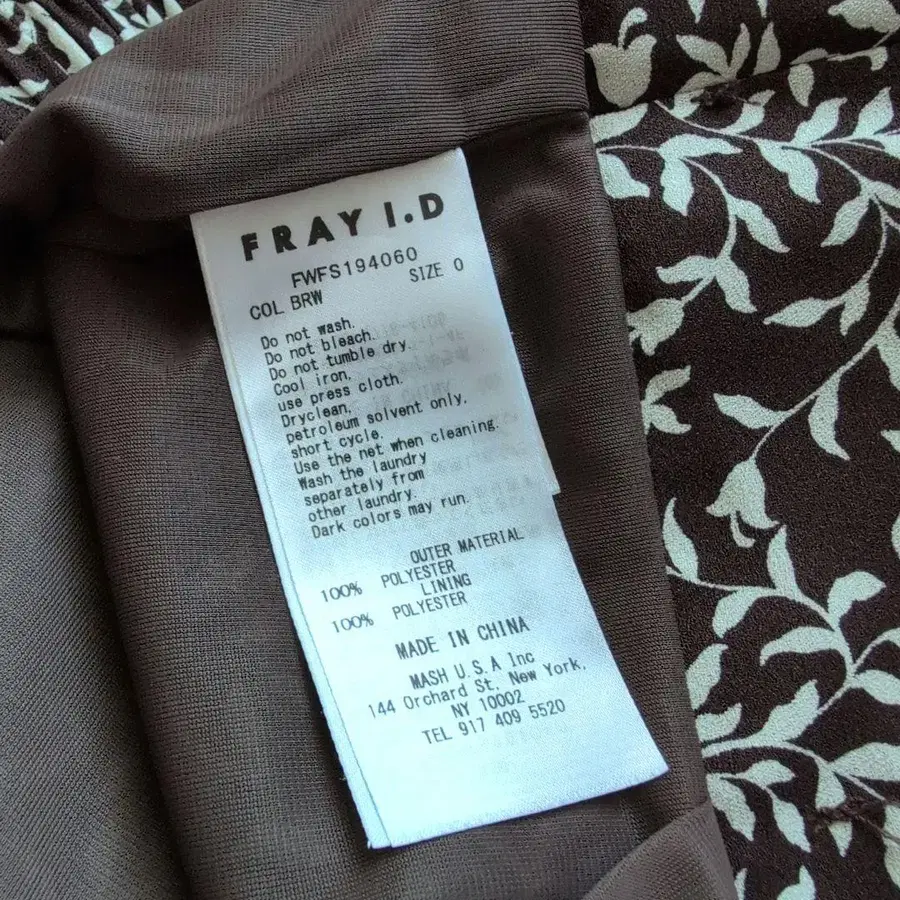 FRAY I.D
FWFS194060
COL BRW SIZE 0
Do not wash.
Do not bleach.
Do not tumble dry.
Cool iron,
use press cloth.
Dryclean,
petroleum solvent only,
short cycle.
Use the net when cleaning.
Wash the laundry
separately from
other laundry.
Dark colors may run.
OUTER MATERIAL
100% POLYESTER
LINING
100% POLYESTER
MADE IN CHINA
MASH U.S.A Inc
144 Orchard St, New York,
NY 10002
TEL 917 409 5520